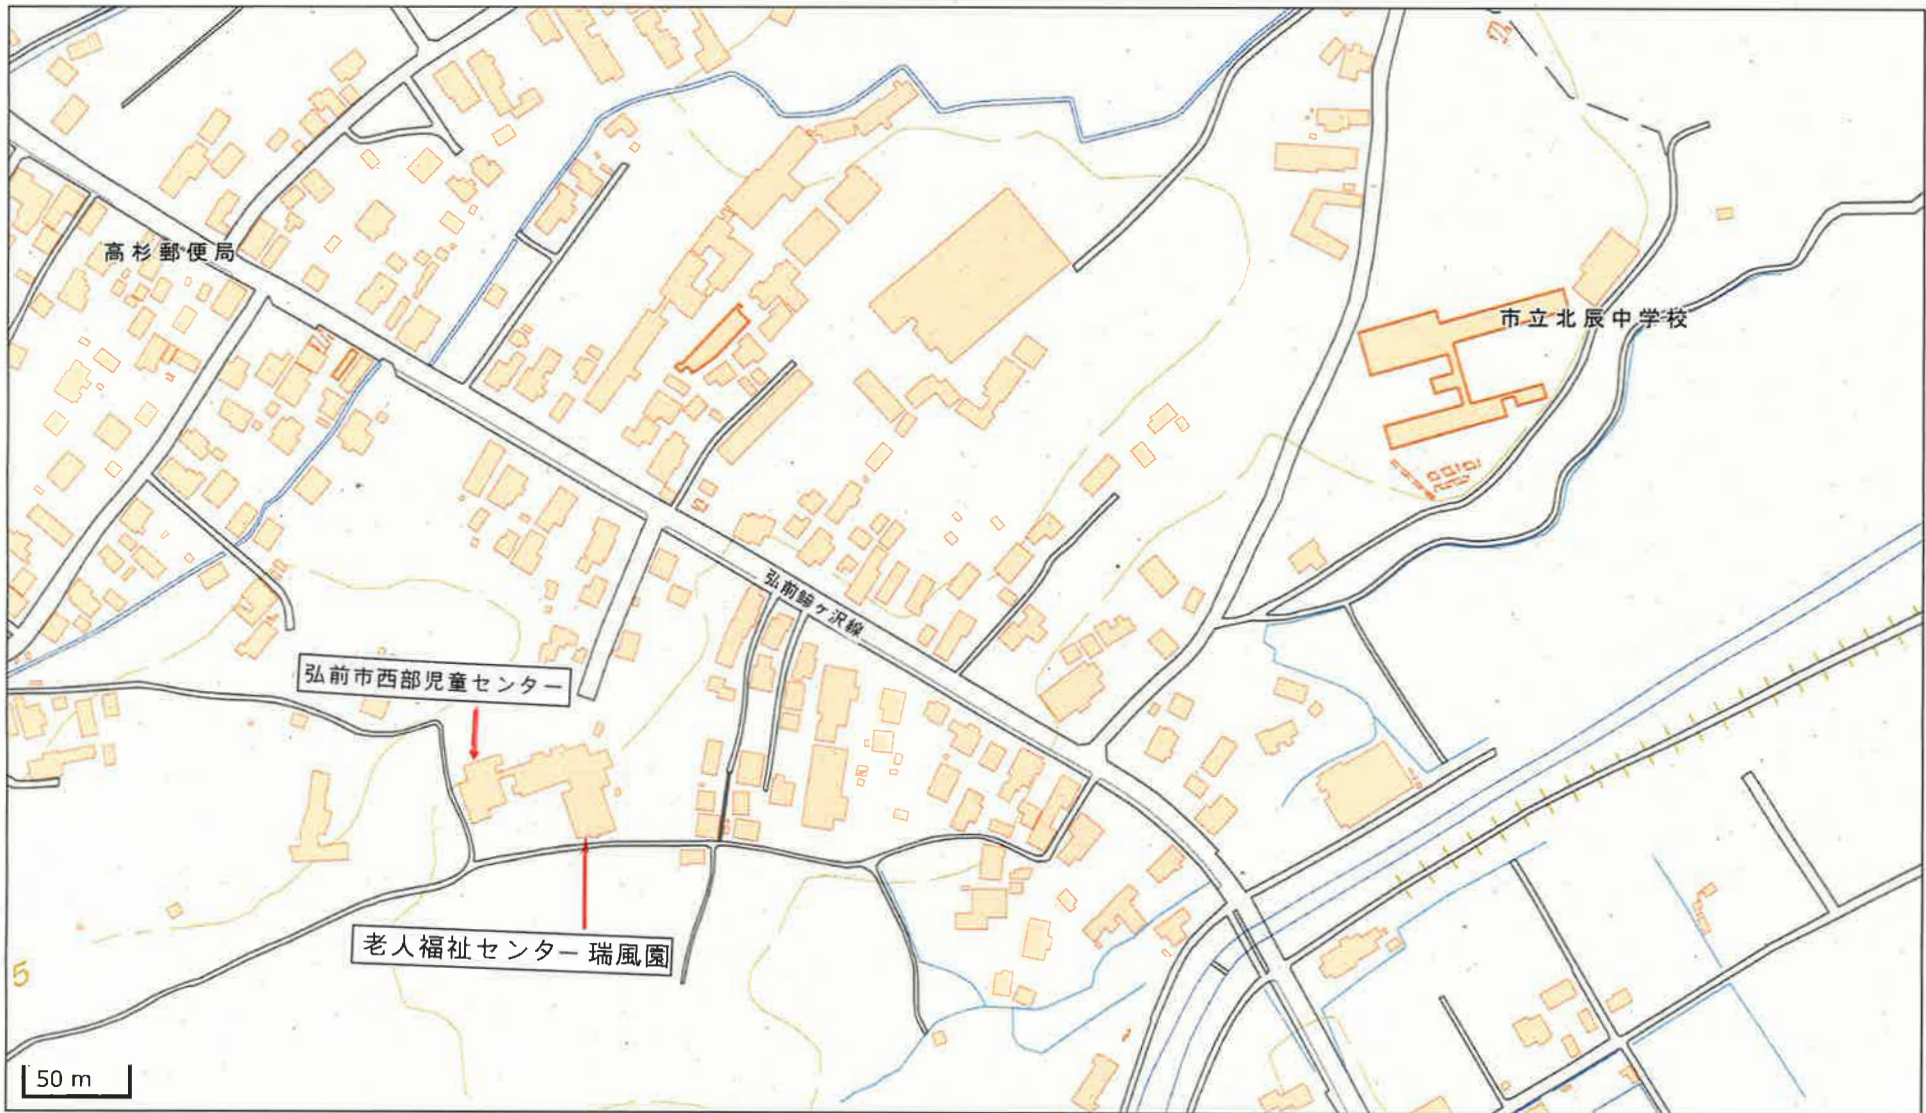 高杉郵便局
市立北辰中学校
弘前鰺ヶ沢線
弘前市西部児童センター
老人福祉センター 瑞風園
5
50 m